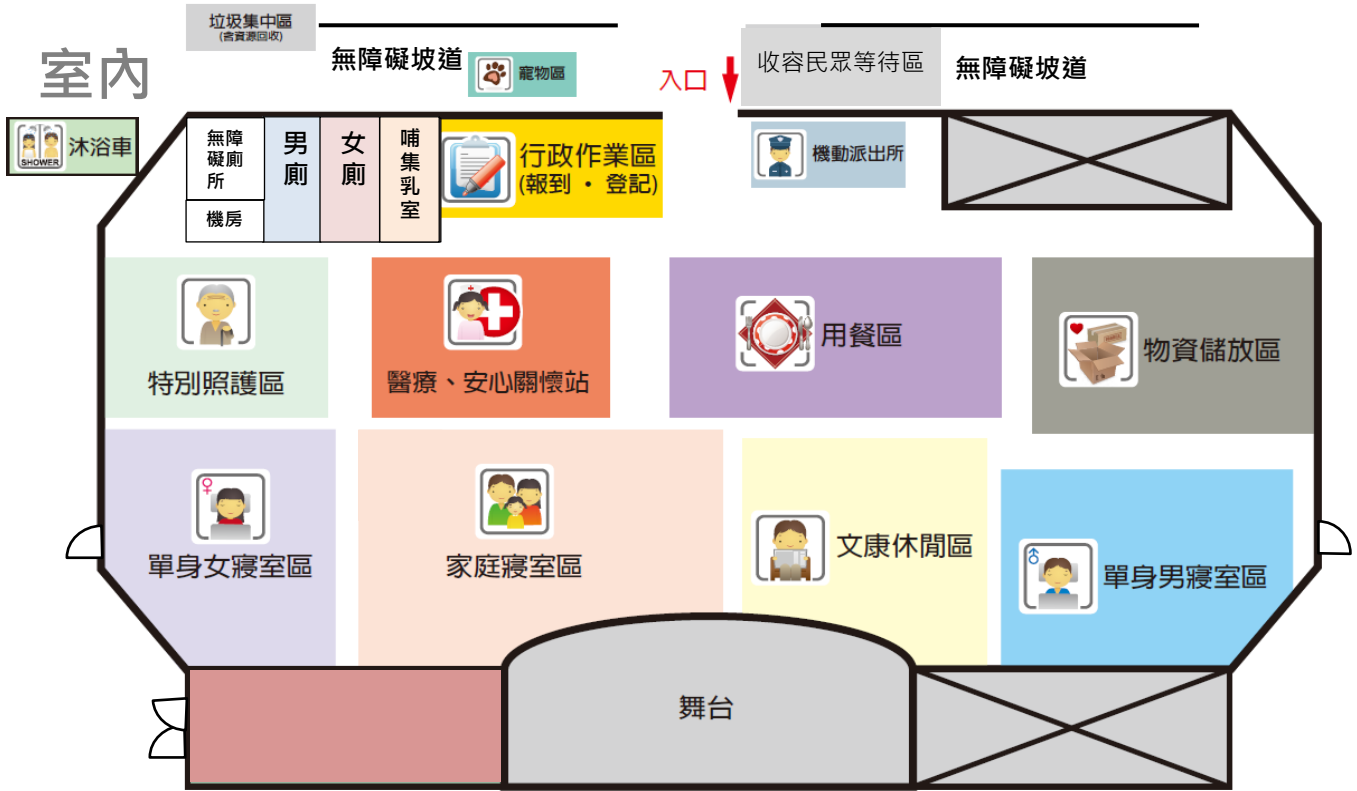 垃圾集中區
(含資源回收)
室內
無障礙坡道
寵物區
入口
收容民眾等待區
無障礙坡道
SHOWER
沐浴車
無障
礙廁
所
機房
男
廁
女
廁
哺
集
乳
室
行政作業區
(報到 · 登記)
機動派出所
特別照護區
醫療、安心關懷站
用餐區
物資儲放區
單身女寢室區
家庭寢室區
文康休閒區
單身男寢室區
舞台